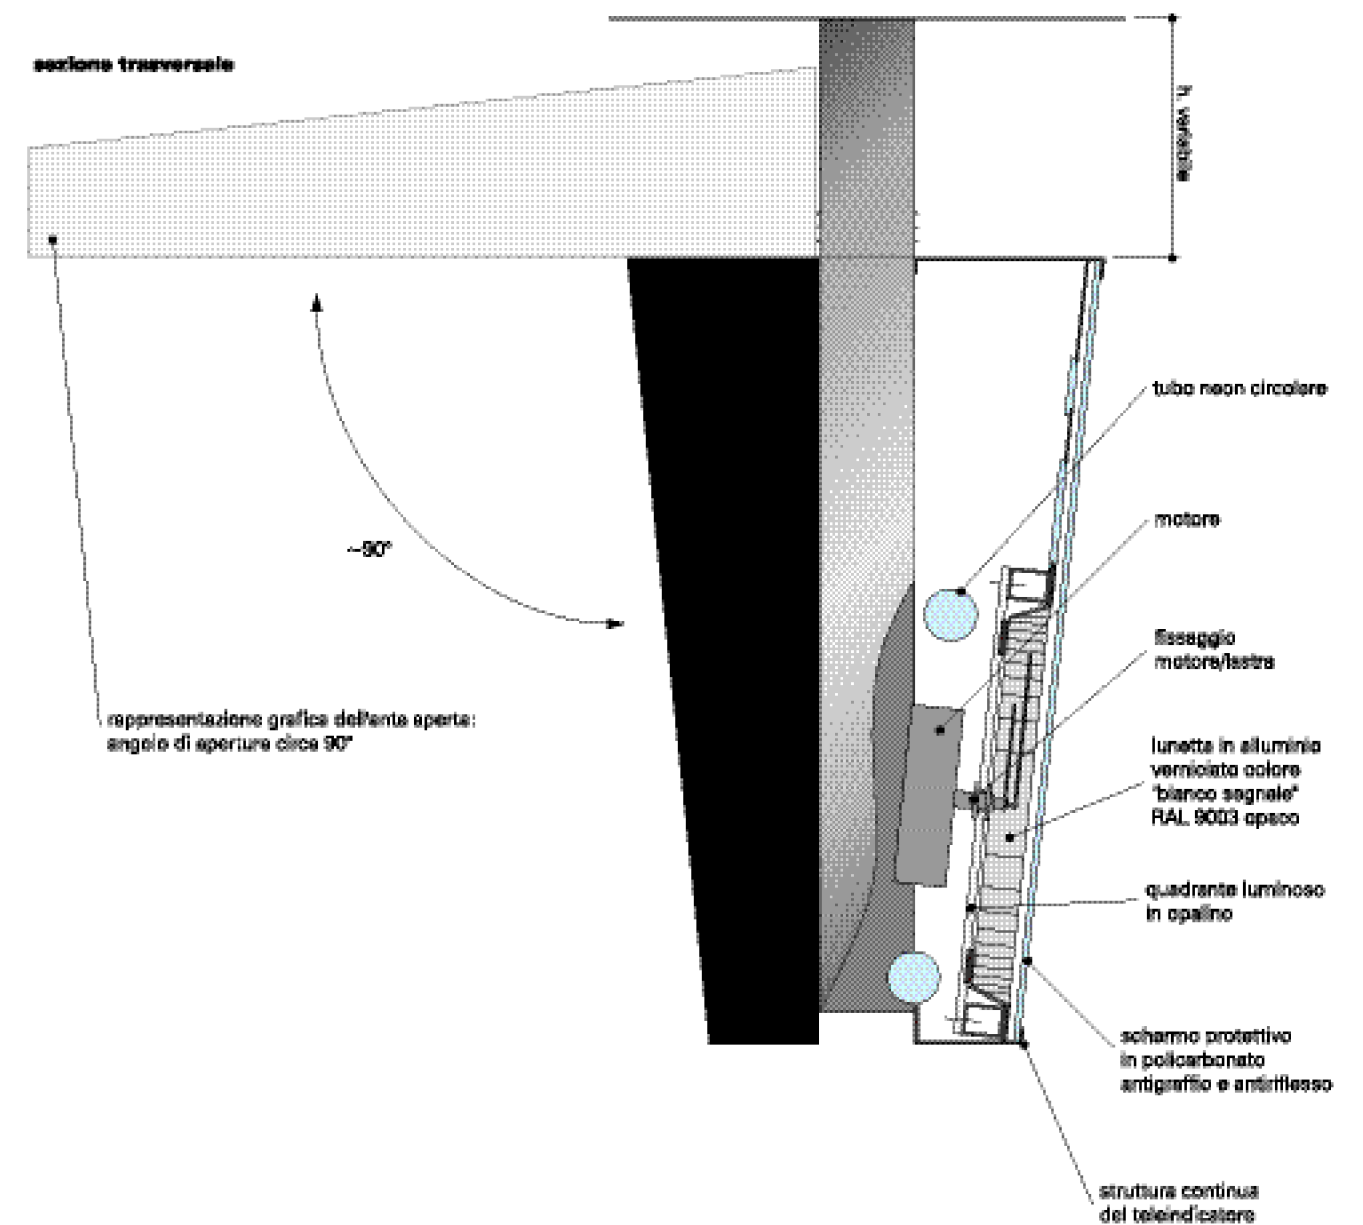 sezione trasversale
h. variabile
tubo neon circolare
motore
fissaggio
motore/lastra
lunetta in alluminio
verniciato colore
"bianco segnale"
RAL 9003 opaco
quadrante luminoso
in opalino
schermo protettivo
in policarbonato
antigraffio e antiriflesso
struttura continua
del teleindicatore
~90°
rappresentazione grafica dell'anta aperta:
angolo di apertura circa 90°